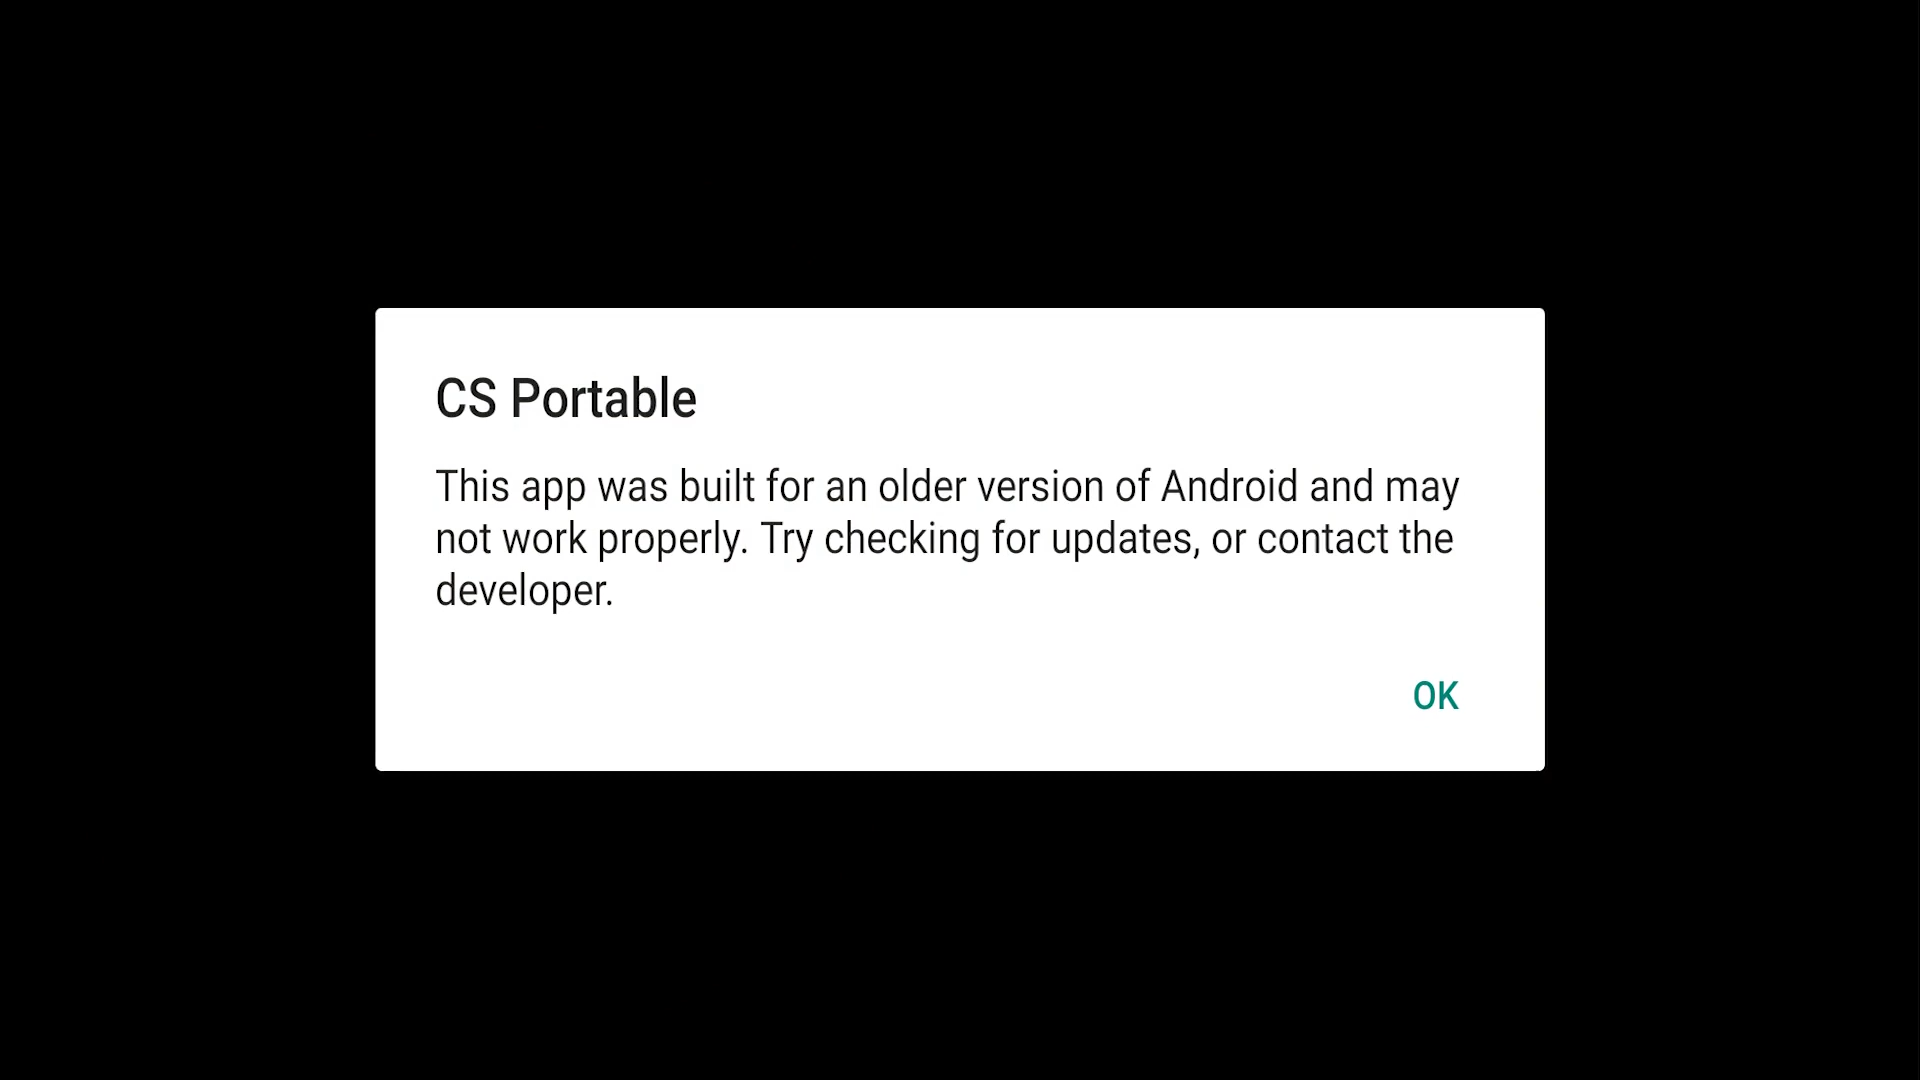 CS Portable
This app was built for an older version of Android and may
not work properly. Try checking for updates, or contact the
developer.
OK